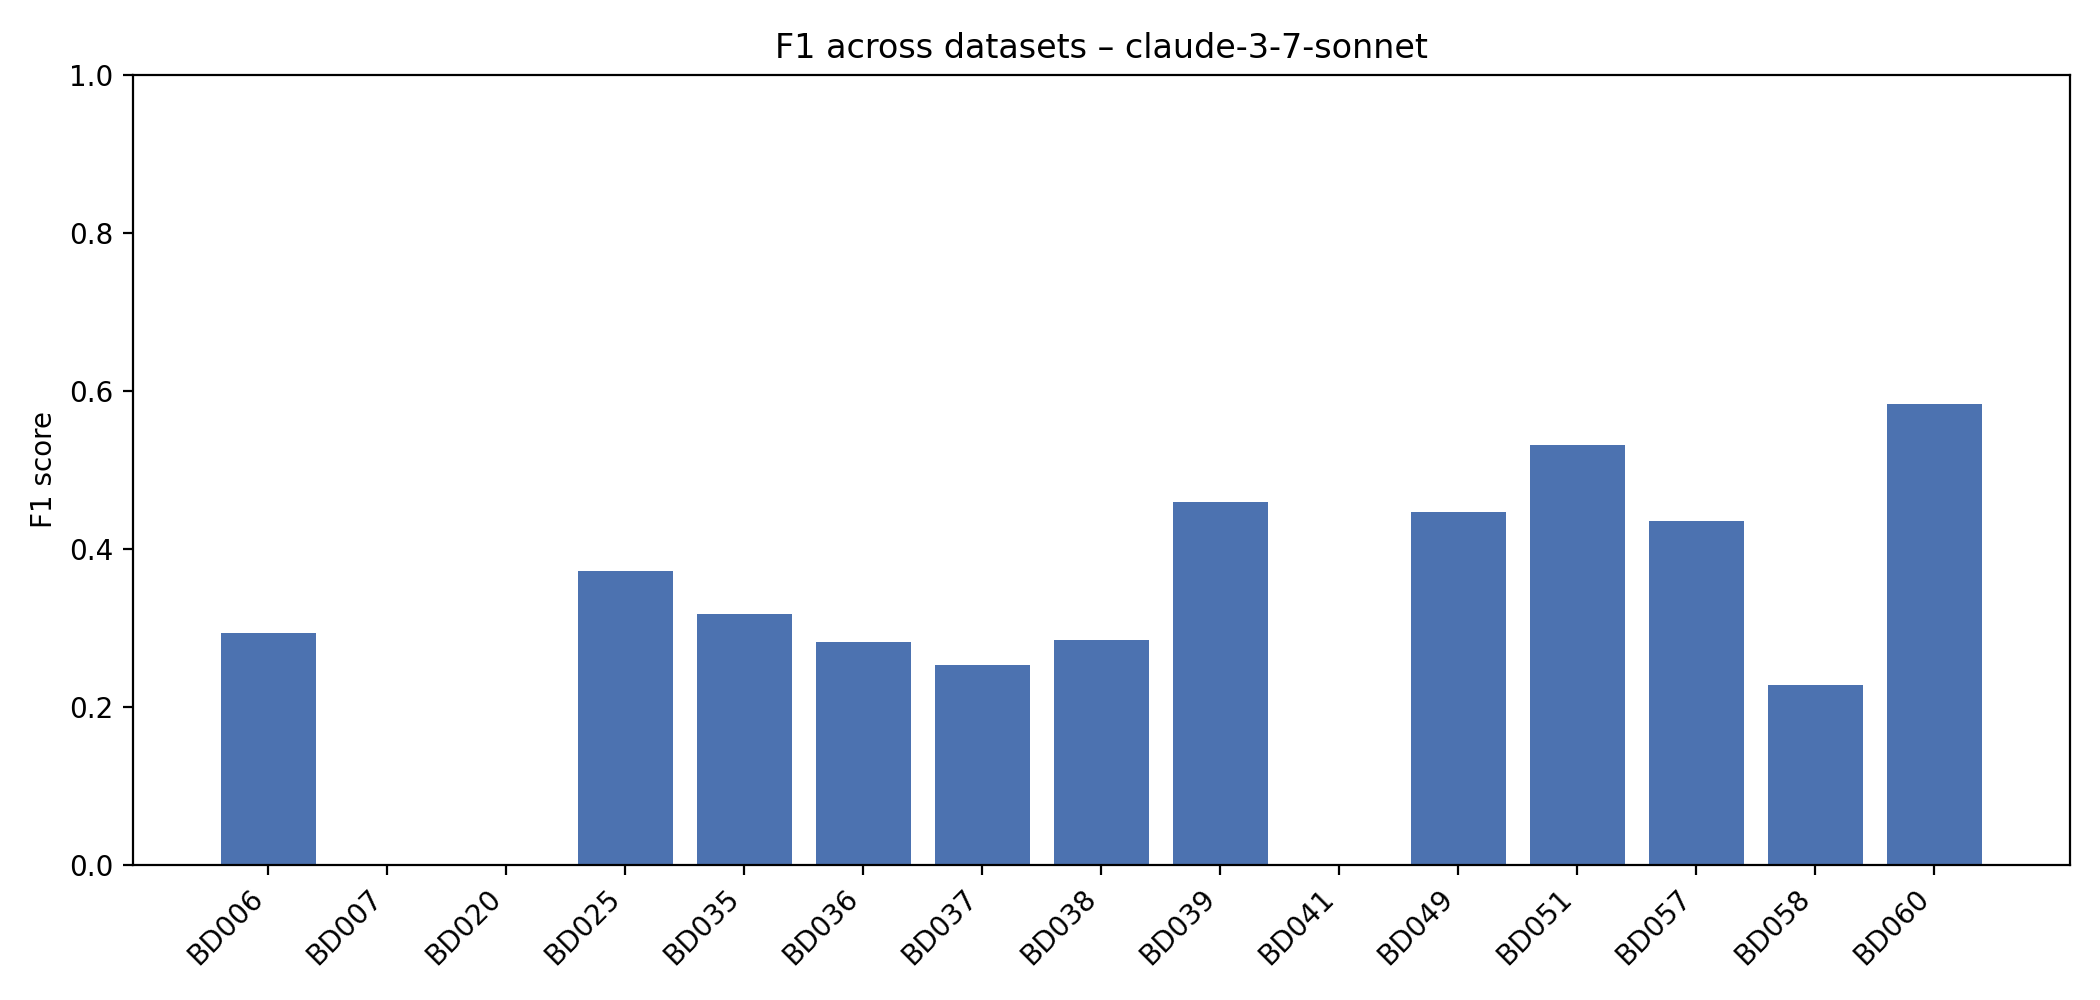 F1 across datasets – claude-3-7-sonnet
1.0
0.8
0.6
0.4
0.2
0.0
F1 score
BD006
BD007
BD020
BD025
BD035
BD036
BD037
BD038
BD039
BD041
BD049
BD051
BD057
BD058
BD060